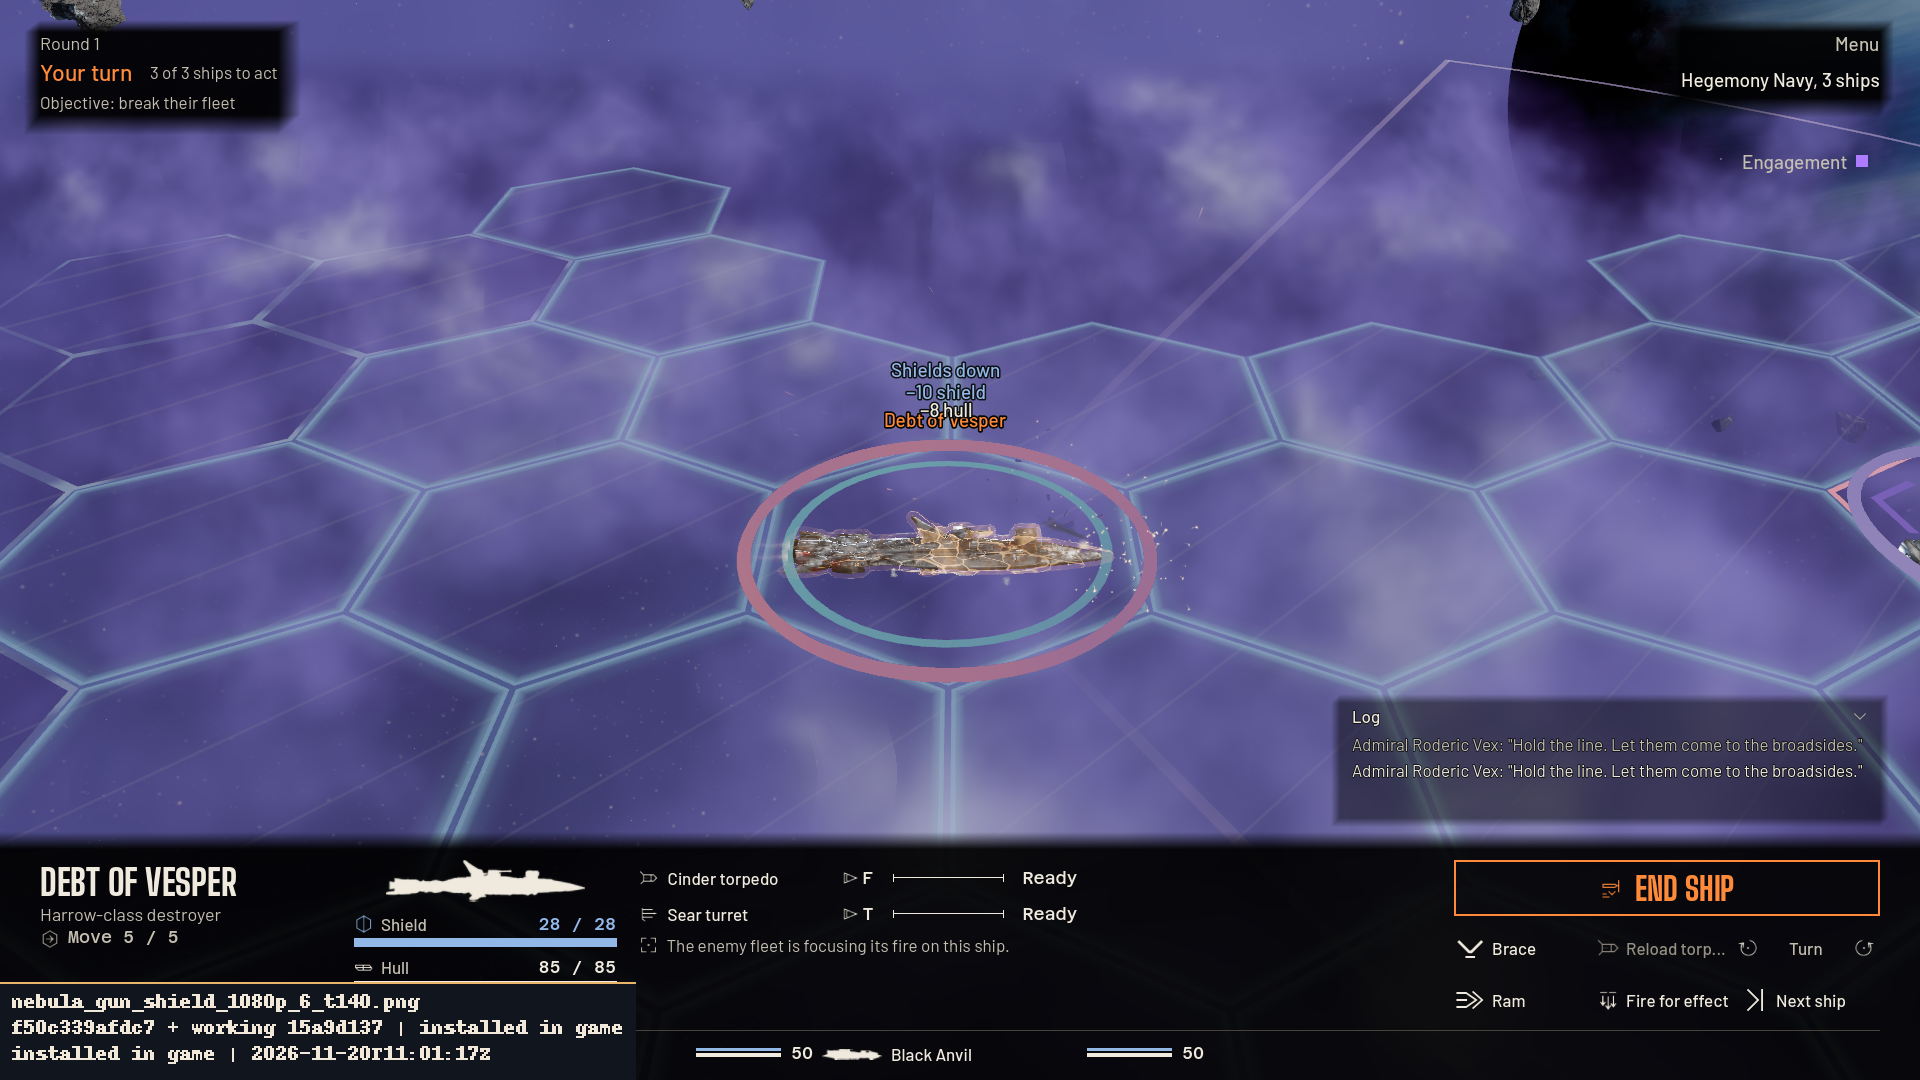 Round 1
Your turn 3 of 3 ships to act
Objective: break their fleet
Menu
Hegemony Navy, 3 ships
Engagement
Shields down
−10 shield
−8 hull
Debt of Vesper
Log
Admiral Roderic Vex: "Hold the line. Let them come to the broadsides."
Admiral Roderic Vex: "Hold the line. Let them come to the broadsides."
DEBT OF VESPER
Harrow-class destroyer
Move 5 / 5
Shield 28 / 28
Hull 85 / 85
Cinder torpedo F Ready
Sear turret T Ready
The enemy fleet is focusing its fire on this ship.
END SHIP
Brace Reload torp... Turn
Ram Fire for effect Next ship
nebula_gun_shield_1080p_6_t140.png
f50c339afdc7 + working 15a9d137 | installed in game
installed in game | 2026-11-20T11:01:17Z
50 Black Anvil 50